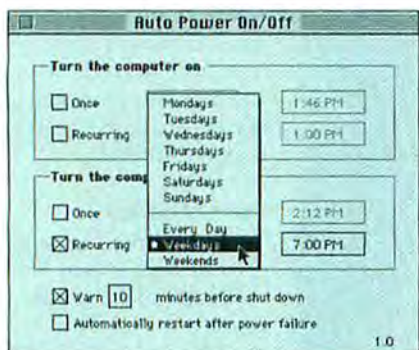 Auto Power On/Off
Turn the computer on
Once
1:46 PM
Recurring
1:00 PM
Mondays
Tuesdays
Wednesdays
Thursdays
Fridays
Saturdays
Sundays
Every Day
Weekdays
Weekends
Turn the comp
Once
2:12 PM
Recurring
7:00 PM
Warn 10 minutes before shut down
Automatically restart after power failure
1.0